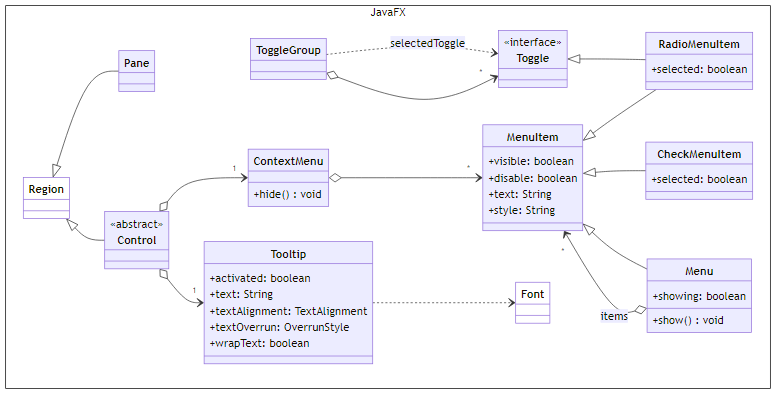 JavaFX
ToggleGroup
selectedToggle
«interface»
Toggle
*
RadioMenuItem
+selected: boolean
Pane
MenuItem
+visible: boolean
+disable: boolean
+text: String
+style: String
CheckMenuItem
+selected: boolean
ContextMenu
+hide() : void
1
*
Region
«abstract»
Control
1
Tooltip
+activated: boolean
+text: String
+textAlignment: TextAlignment
+textOverrun: OverrunStyle
+wrapText: boolean
Font
*
items
Menu
+showing: boolean
+show() : void